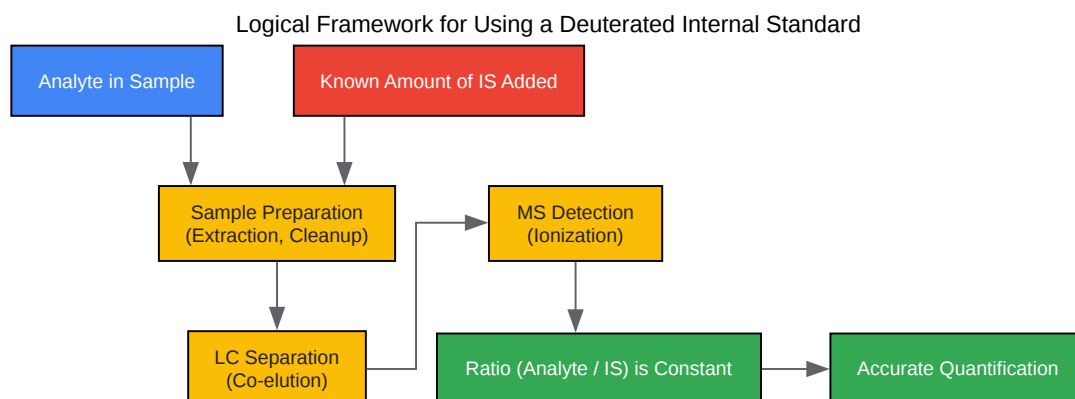 Logical Framework for Using a Deuterated Internal Standard
Analyte in Sample
Known Amount of IS Added
Sample Preparation
(Extraction, Cleanup)
MS Detection
(Ionization)
LC Separation
(Co-elution)
Ratio (Analyte / IS) is Constant
Accurate Quantification